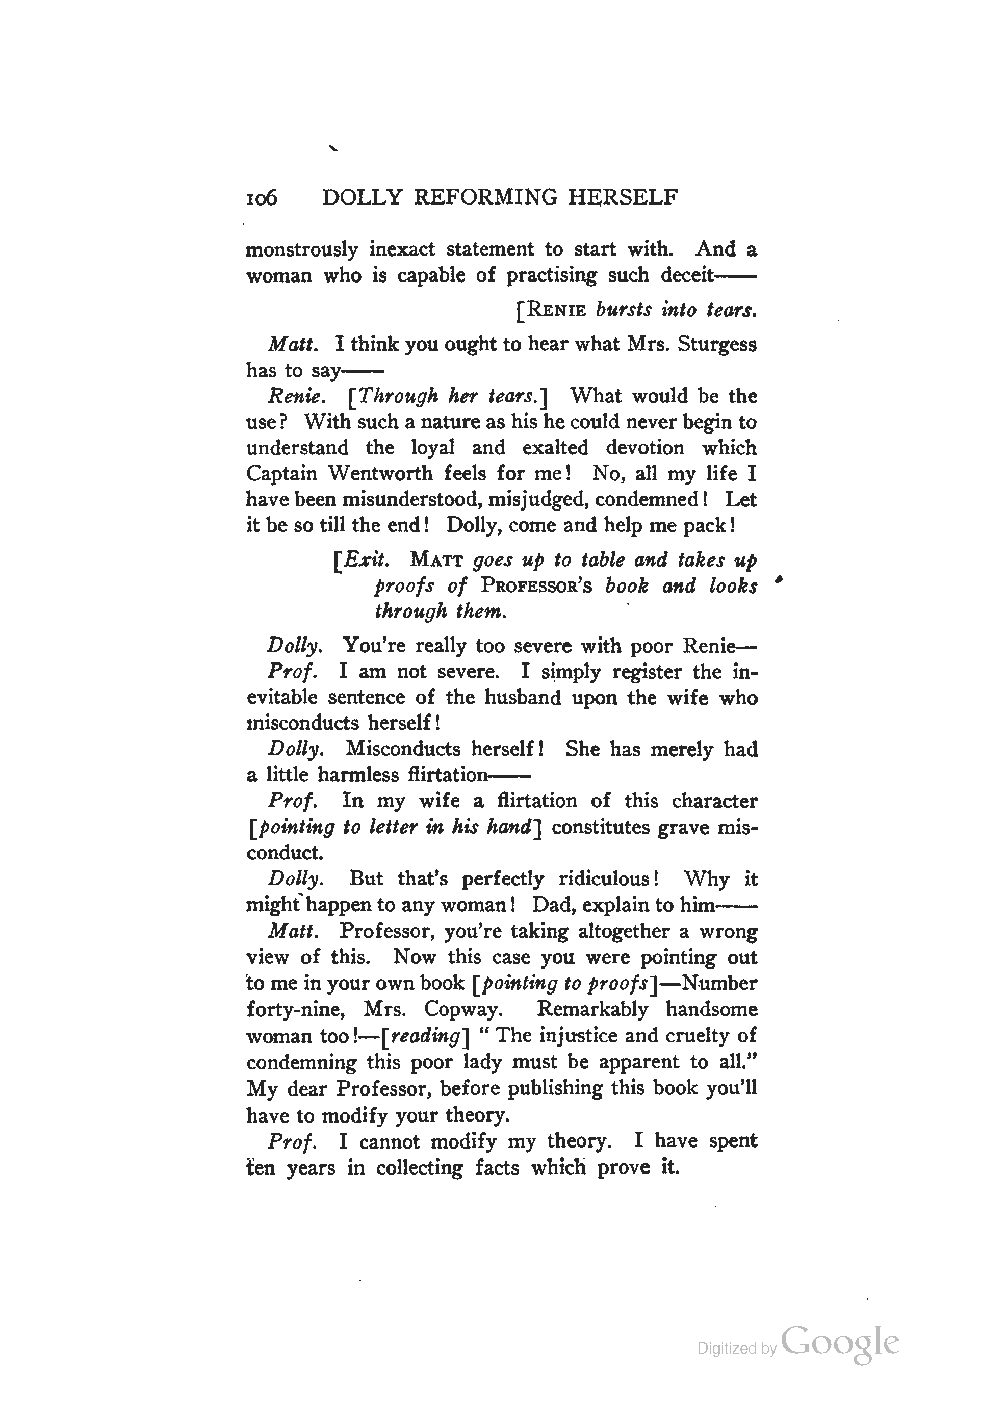 106 DOLLY REFORMING HERSELF
monstrously inexact statement to start with. And a
woman who is capable of practising such deceit——
[RENIE bursts into tears.
Matt. I think you ought to hear what Mrs. Sturgess
has to say——
Renie. [Through her tears.] What would be the
use? With such a nature as his he could never begin to
understand the loyal and exalted devotion which
Captain Wentworth feels for me! No, all my life I
have been misunderstood, misjudged, condemned! Let
it be so till the end! Dolly, come and help me pack!
[Exit. MATT goes up to table and takes up
proofs of PROFESSOR'S book and looks
through them.
Dolly. You're really too severe with poor Renie—
Prof. I am not severe. I simply register the in-
evitable sentence of the husband upon the wife who
misconducts herself!
Dolly. Misconducts herself! She has merely had
a little harmless flirtation——
Prof. In my wife a flirtation of this character
[pointing to letter in his hand] constitutes grave mis-
conduct.
Dolly. But that's perfectly ridiculous! Why it
might happen to any woman! Dad, explain to him——
Matt. Professor, you're taking altogether a wrong
view of this. Now this case you were pointing out
to me in your own book [pointing to proofs]—Number
forty-nine, Mrs. Copway. Remarkably handsome
woman too!—[reading] "The injustice and cruelty of
condemning this poor lady must be apparent to all."
My dear Professor, before publishing this book you'll
have to modify your theory.
Prof. I cannot modify my theory. I have spent
ten years in collecting facts which prove it.
Digitized by Google